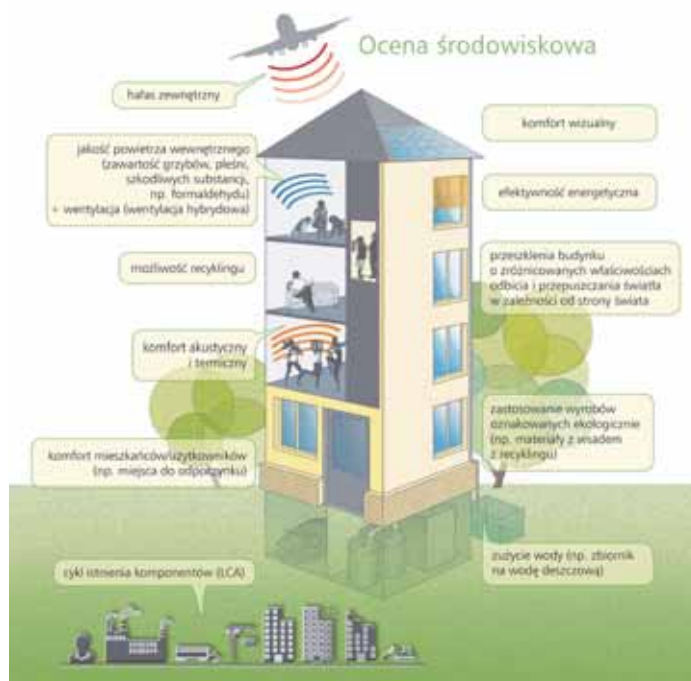 Ocena środowiskowa
hałas zewnętrzny
jakość powietrza wewnętrznego
(zawartość grzybów, pleśni,
szkodliwych substancji,
np. formaldehydu)
+ wentylacja (wentylacja hybrydowa)
możliwość recyklingu
komfort akustyczny
i termiczny
komfort mieszkańców/użytkowników
(np. miejsca do odpoczynku)
cykl istnienia komponentów (LCA)
komfort wizualny
efektywność energetyczna
przeszklenia budynku
o zróżnicowanych właściwościach
odbicia i przepuszczania światła
w zależności od strony świata
zastosowanie wyrobów
oznakowanych ekologicznie
(np. materiały z wsadem
z recyklingu)
zużycie wody (np. zbiornik
na wodę deszczową)